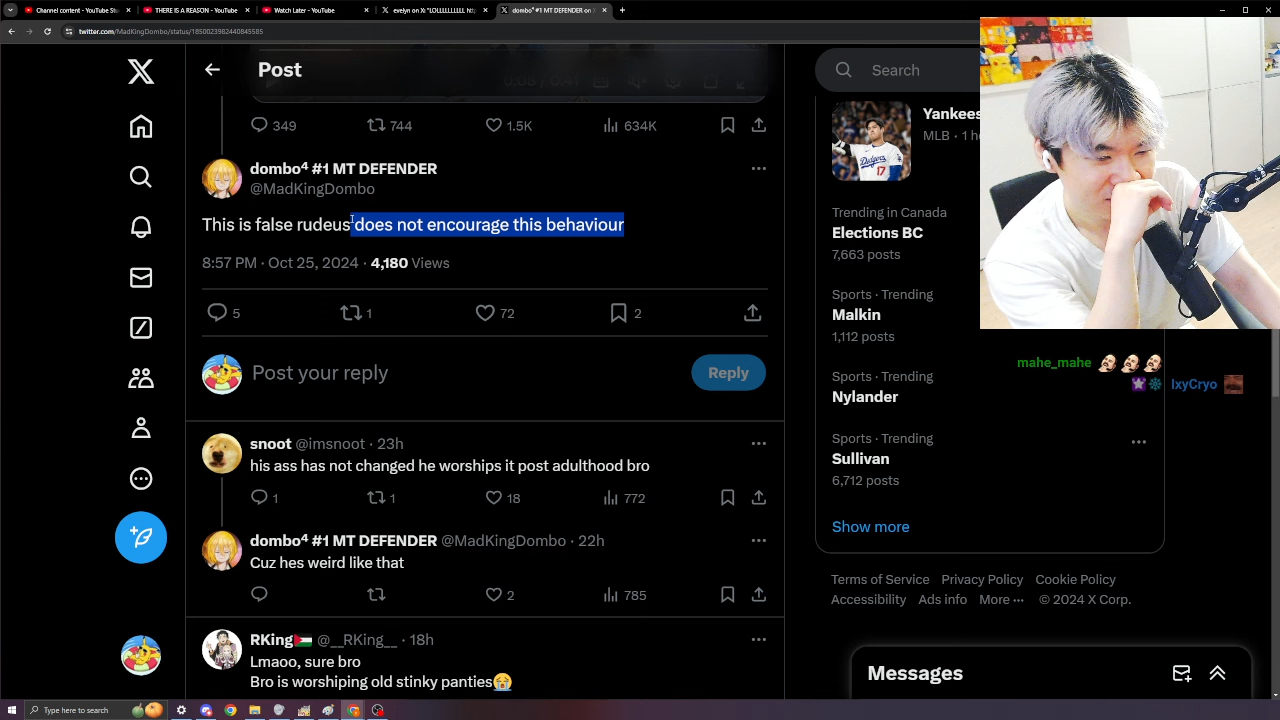 Channel content - YouTube Stu
THERE IS A REASON - YouTube
Watch Later - YouTube
evelyn on X: "LOLLLLLLLLLL htt
dombo⁴ #1 MT DEFENDER on
twitter.com/MadKingDombo/status/1850023982440845585
Post
0:08 / 0:41
349 744 1.5K 634K
dombo⁴ #1 MT DEFENDER
@MadKingDombo
This is false rudeus does not encourage this behaviour
8:57 PM · Oct 25, 2024 · 4,180 Views
5 1 72 2
Post your reply
Reply
snoot @imsnoot · 23h
his ass has not changed he worships it post adulthood bro
1 1 18 772
dombo⁴ #1 MT DEFENDER @MadKingDombo · 22h
Cuz hes weird like that
2 785
RKing🇵🇸 @__RKing__ · 18h
Lmaoo, sure bro
Bro is worshiping old stinky panties😭
Search
Yankees
MLB · 1 h
Dodgers
17
Trending in Canada
Elections BC
7,663 posts
Sports · Trending
Malkin
1,112 posts
Sports · Trending
Nylander
Sports · Trending
Sullivan
6,712 posts
Show more
mahe_mahe
IxyCryo
Terms of Service Privacy Policy Cookie Policy
Accessibility Ads info More ··· © 2024 X Corp.
Messages
Type here to search